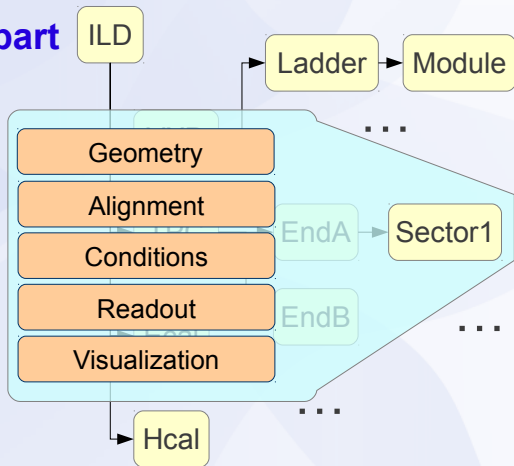 part
ILD
Ladder
Module
...
Geometry
Alignment
Conditions
Readout
Visualization
EndA
Sector1
EndB
...
...
Hcal